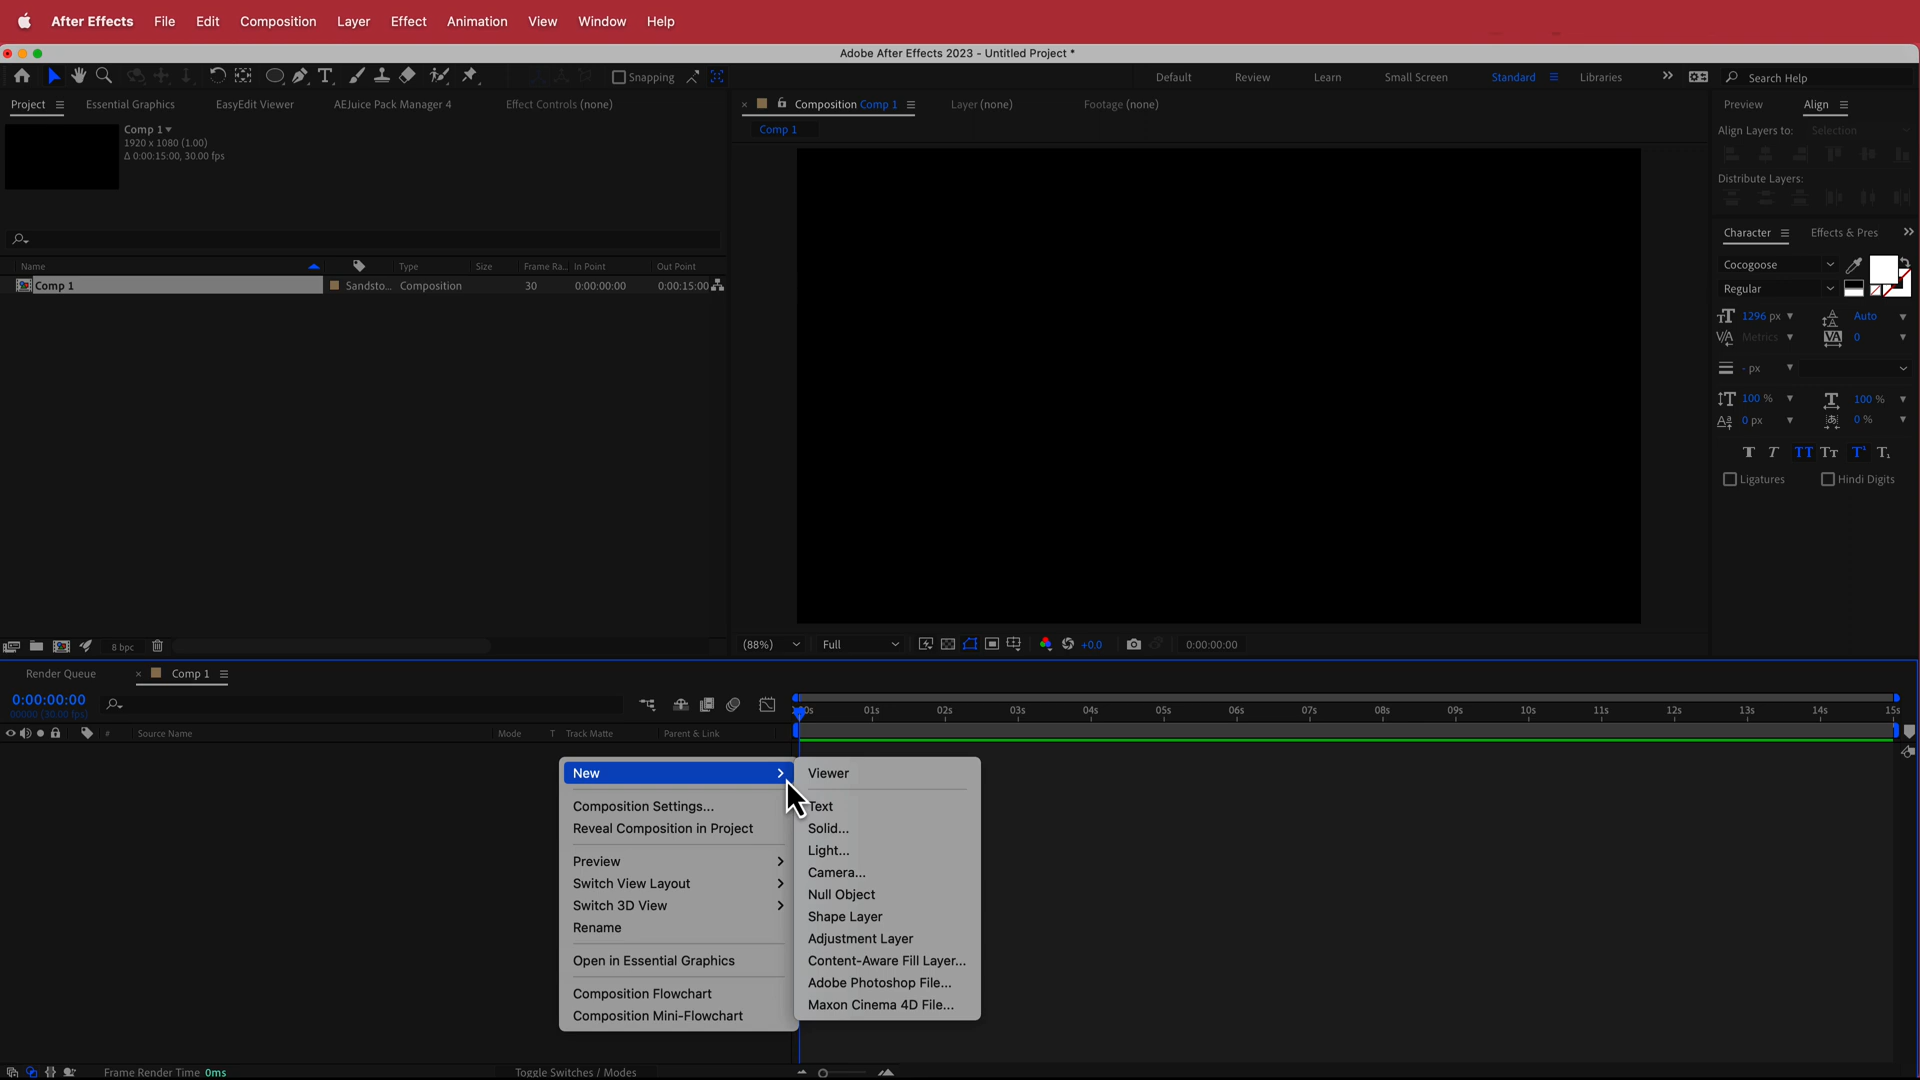 After Effects File Edit Composition Layer Effect Animation View Window Help
Adobe After Effects 2023 - Untitled Project *
Snapping Default Review Learn Small Screen Standard Libraries Search Help
Project Essential Graphics EasyEdit Viewer AEJuice Pack Manager 4 Effect Controls (none) Composition Comp 1 Layer (none) Footage (none) Preview Align
Comp 1
1920 x 1080 (1.00)
Δ 0:00:15:00, 30.00 fps
Comp 1
Align Layers to: Selection
Distribute Layers:
Character Effects & Pres
Name Type Size Frame Ra... In Point Out Point
Comp 1 Sandsto... Composition 30 0:00:00:00 0:00:15:00
Cocogoose
Regular
1296 px Auto
Metrics 0
- px
100 % 100 %
0 px 0 %
Ligatures Hindi Digits
8 bpc
(88%) Full +0.0 0:00:00:00
Render Queue Comp 1
0:00:00:00
00000 (30.00 fps)
01s 02s 03s 04s 05s 06s 07s 08s 09s 10s 11s 12s 13s 14s 15s
# Source Name Mode T Track Matte Parent & Link
New
Composition Settings...
Reveal Composition in Project
Preview
Switch View Layout
Switch 3D View
Rename
Open in Essential Graphics
Composition Flowchart
Composition Mini-Flowchart
Viewer
Text
Solid...
Light...
Camera...
Null Object
Shape Layer
Adjustment Layer
Content-Aware Fill Layer...
Adobe Photoshop File...
Maxon Cinema 4D File...
Frame Render Time 0ms Toggle Switches / Modes